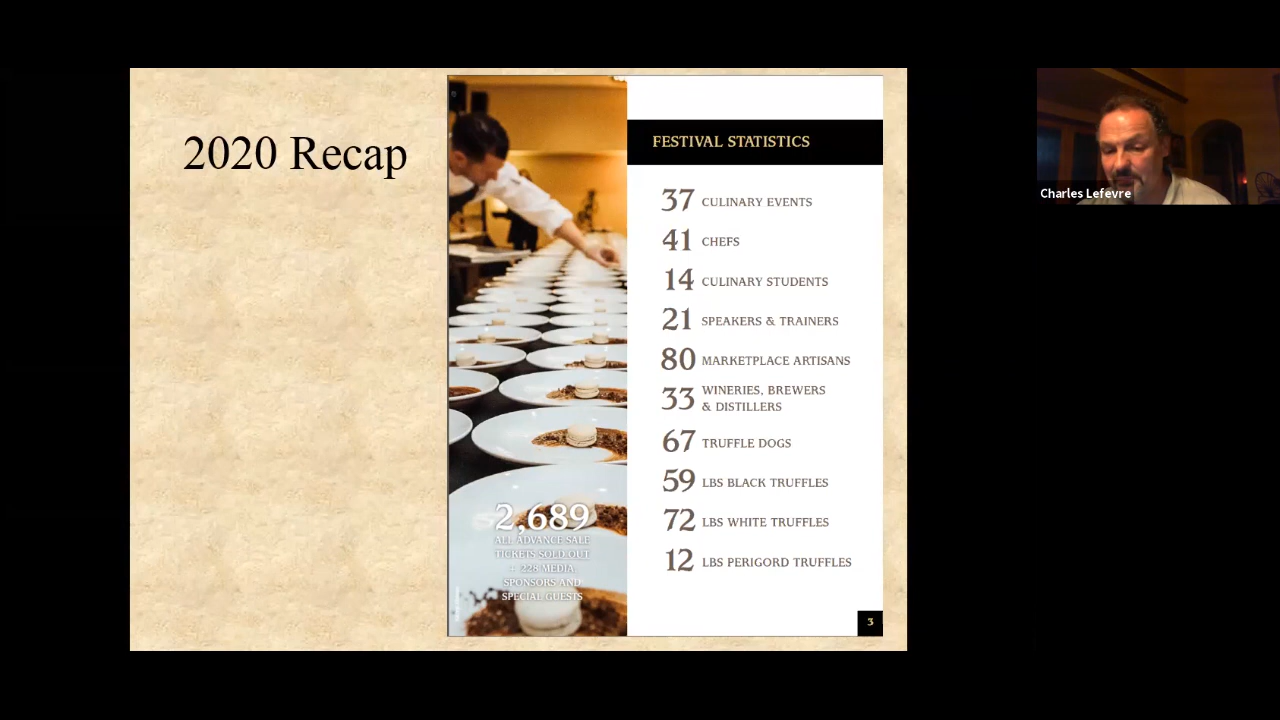 2020 Recap
FESTIVAL STATISTICS
37 CULINARY EVENTS
41 CHEFS
14 CULINARY STUDENTS
21 SPEAKERS & TRAINERS
80 MARKETPLACE ARTISANS
33 WINERIES, BREWERS
& DISTILLERS
67 TRUFFLE DOGS
59 LBS BLACK TRUFFLES
72 LBS WHITE TRUFFLES
12 LBS PERIGORD TRUFFLES
2,689
ALL ADVANCE SALE
TICKETS SOLD OUT
+ 228 MEDIA,
SPONSORS AND
SPECIAL GUESTS
3
Charles Lefevre